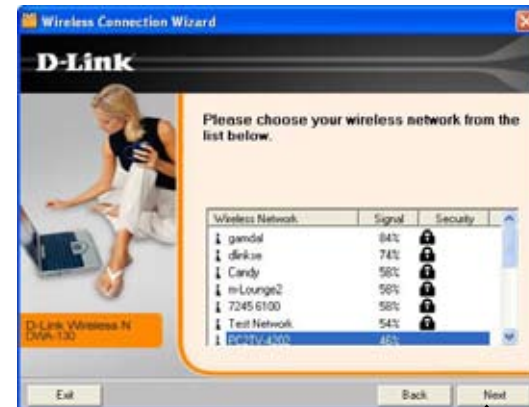 Wireless Connection Wizard
D-Link
Please choose your wireless network from the
list below.
Wireless Network Signal Security
gamdal 84%
dlinkse 74%
Candy 58%
m-Lounge2 58%
7245 6100 58%
Test Network 54%
PC2TV-4202 46%
D-Link Wireless N
DWA-130
Exit Back Next